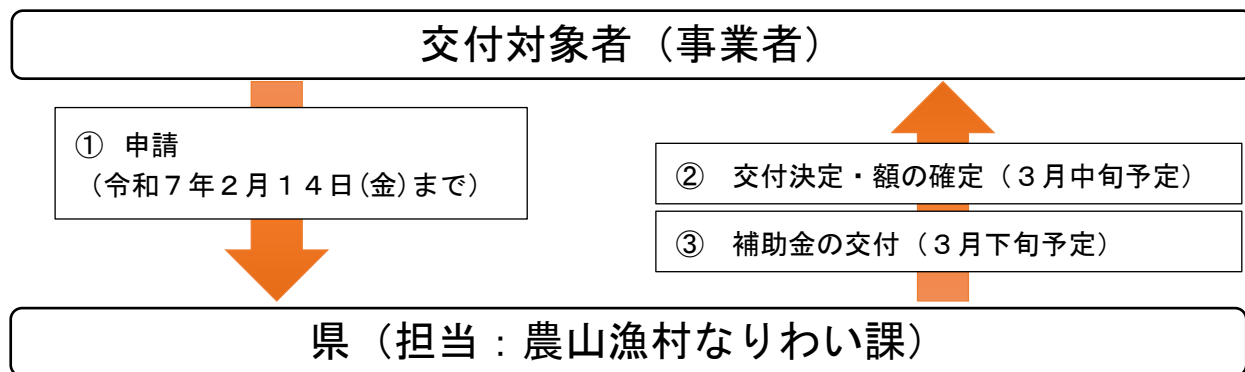 交付対象者（事業者）
①　申請
（令和７年２月１４日(金)まで）
②　交付決定・額の確定（３月中旬予定）
③　補助金の交付（３月下旬予定）
県（担当：農山漁村なりわい課）